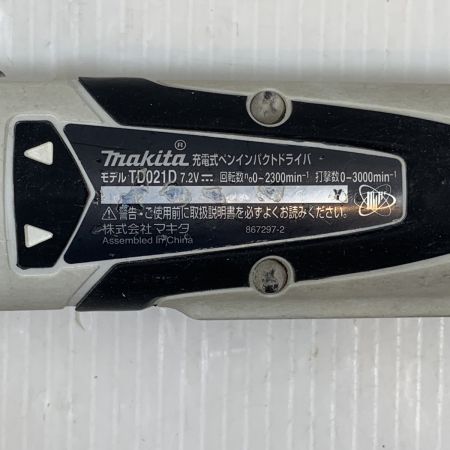 makita® 充電式ペンインパクトドライバ
モデル TD021D 7.2V⎓ 回転数n₀0-2300min⁻¹ 打撃数0-3000min⁻¹
Y
⚠警告・ご使用前に取扱説明書を必ずよくお読みください。
株式会社 マキタ 867297-2
Assembled in China